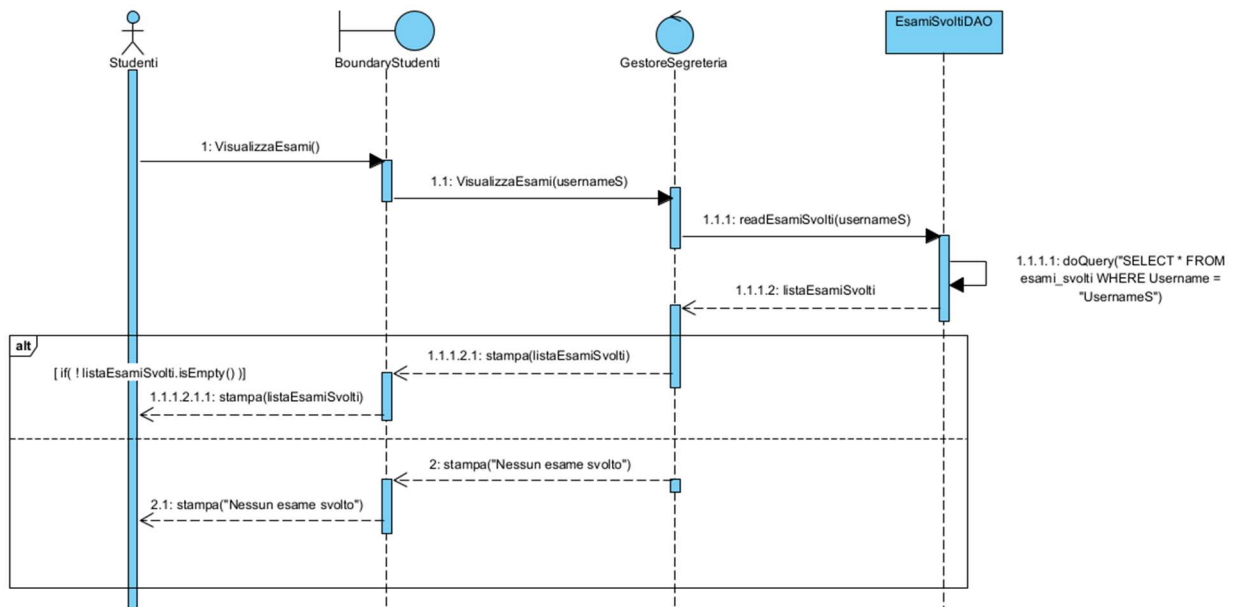 Studenti
BoundaryStudenti
GestoreSegreteria
EsamiSvoltiDAO
1: VisualizzaEsami()
1.1: VisualizzaEsami(usernameS)
1.1.1: readEsamiSvolti(usernameS)
1.1.1.1: doQuery("SELECT * FROM
esami_svolti WHERE Username =
"UsernameS")
1.1.1.2: listaEsamiSvolti
alt
1.1.1.2.1: stampa(listaEsamiSvolti)
[ if( ! listaEsamiSvolti.isEmpty() )]
1.1.1.2.1.1: stampa(listaEsamiSvolti)
2: stampa("Nessun esame svolto")
2.1: stampa("Nessun esame svolto")